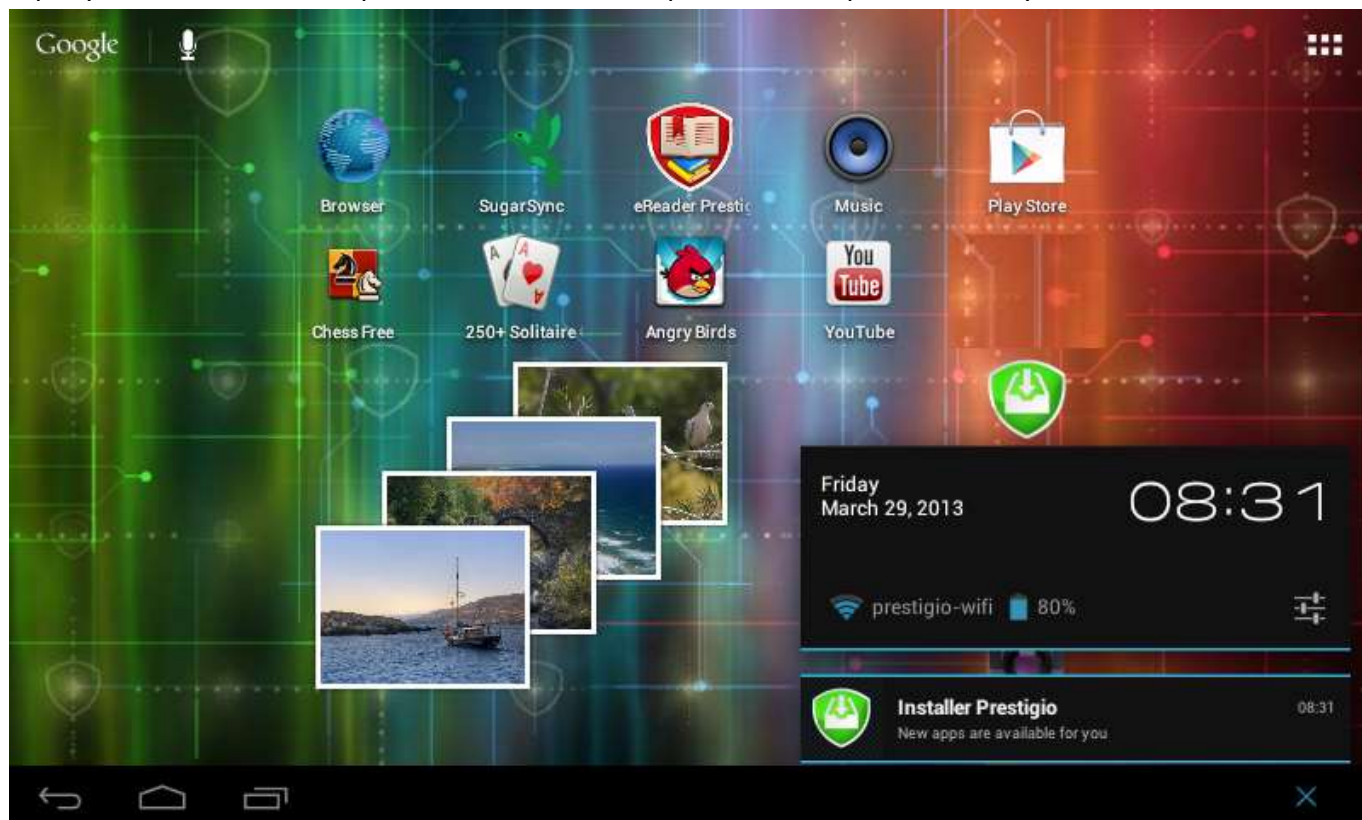 Google
Browser
SugarSync
eReader Prestig
Music
Play Store
You
Tube
Chess Free
250+ Solitaire
Angry Birds
YouTube
A
A
A
Friday
March 29, 2013
08:31
prestigio-wifi
80%
Installer Prestigio
08:31
New apps are available for you